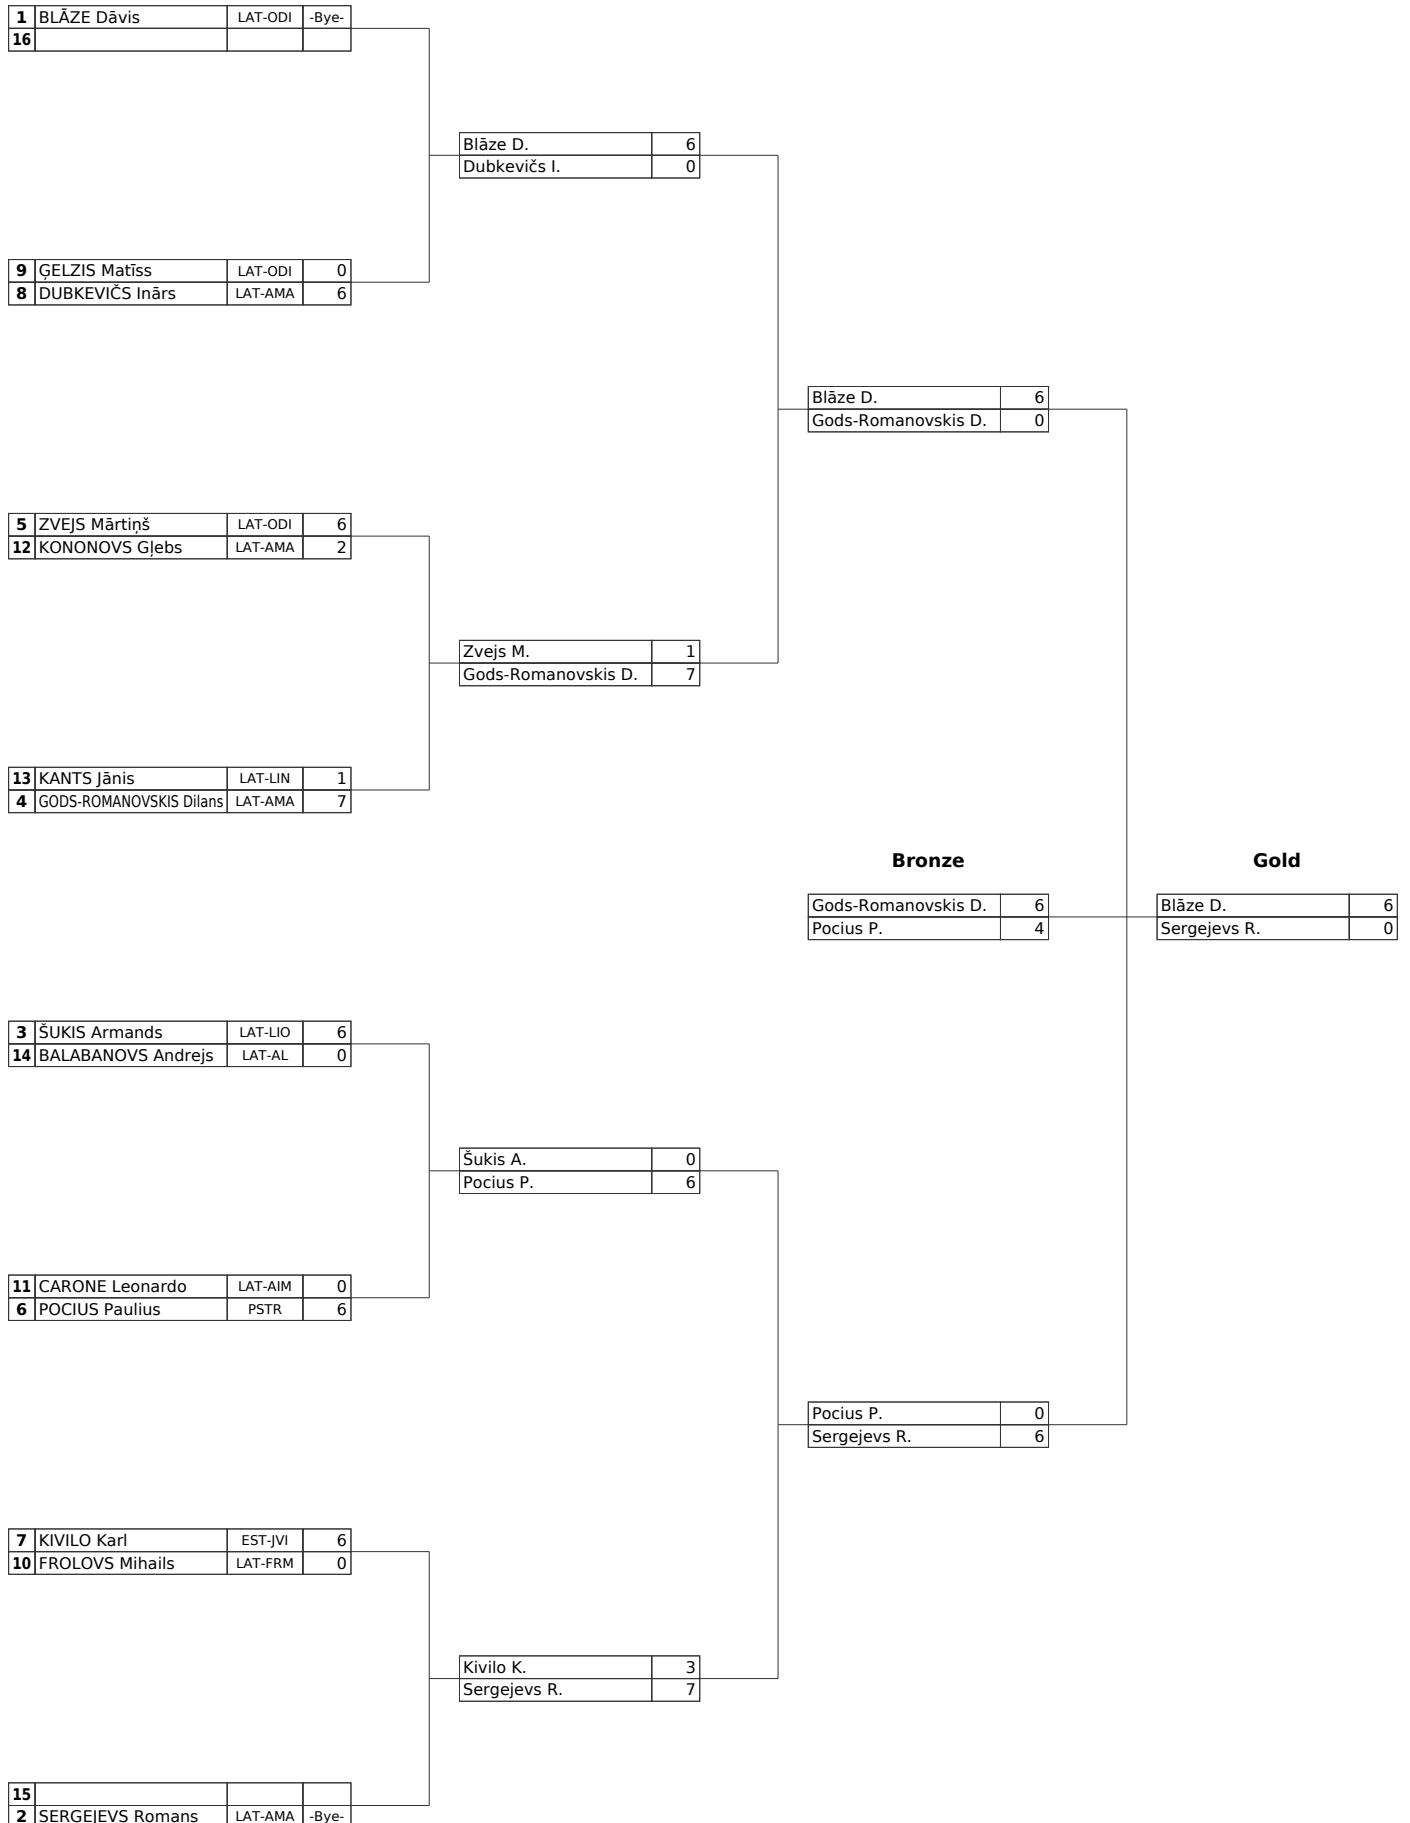 1 BLĀZE Dāvis LAT-ODI -Bye-
16
Blāze D. 6
Dubkevičs I. 0
9 ĢELZIS Matīss LAT-ODI 0
8 DUBKEVIČS Inārs LAT-AMA 6
Blāze D. 6
Gods-Romanovskis D. 0
5 ZVEJS Mārtiņš LAT-ODI 6
12 KONONOVS Gļebs LAT-AMA 2
Zvejs M. 1
Gods-Romanovskis D. 7
13 KANTS Jānis LAT-LIN 1
4 GODS-ROMANOVSKIS Dilans LAT-AMA 7
Bronze Gold
Gods-Romanovskis D. 6 Blāze D. 6
Pocius P. 4 Sergejevs R. 0
3 ŠUKIS Armands LAT-LIO 6
14 BALABANOVS Andrejs LAT-AL 0
Šukis A. 0
Pocius P. 6
11 CARONE Leonardo LAT-AIM 0
6 POCIUS Paulius PSTR 6
Pocius P. 0
Sergejevs R. 6
7 KIVILO Karl EST-JVI 6
10 FROLOVS Mihails LAT-FRM 0
Kivilo K. 3
Sergejevs R. 7
15
2 SERGEJEVS Romans LAT-AMA -Bye-